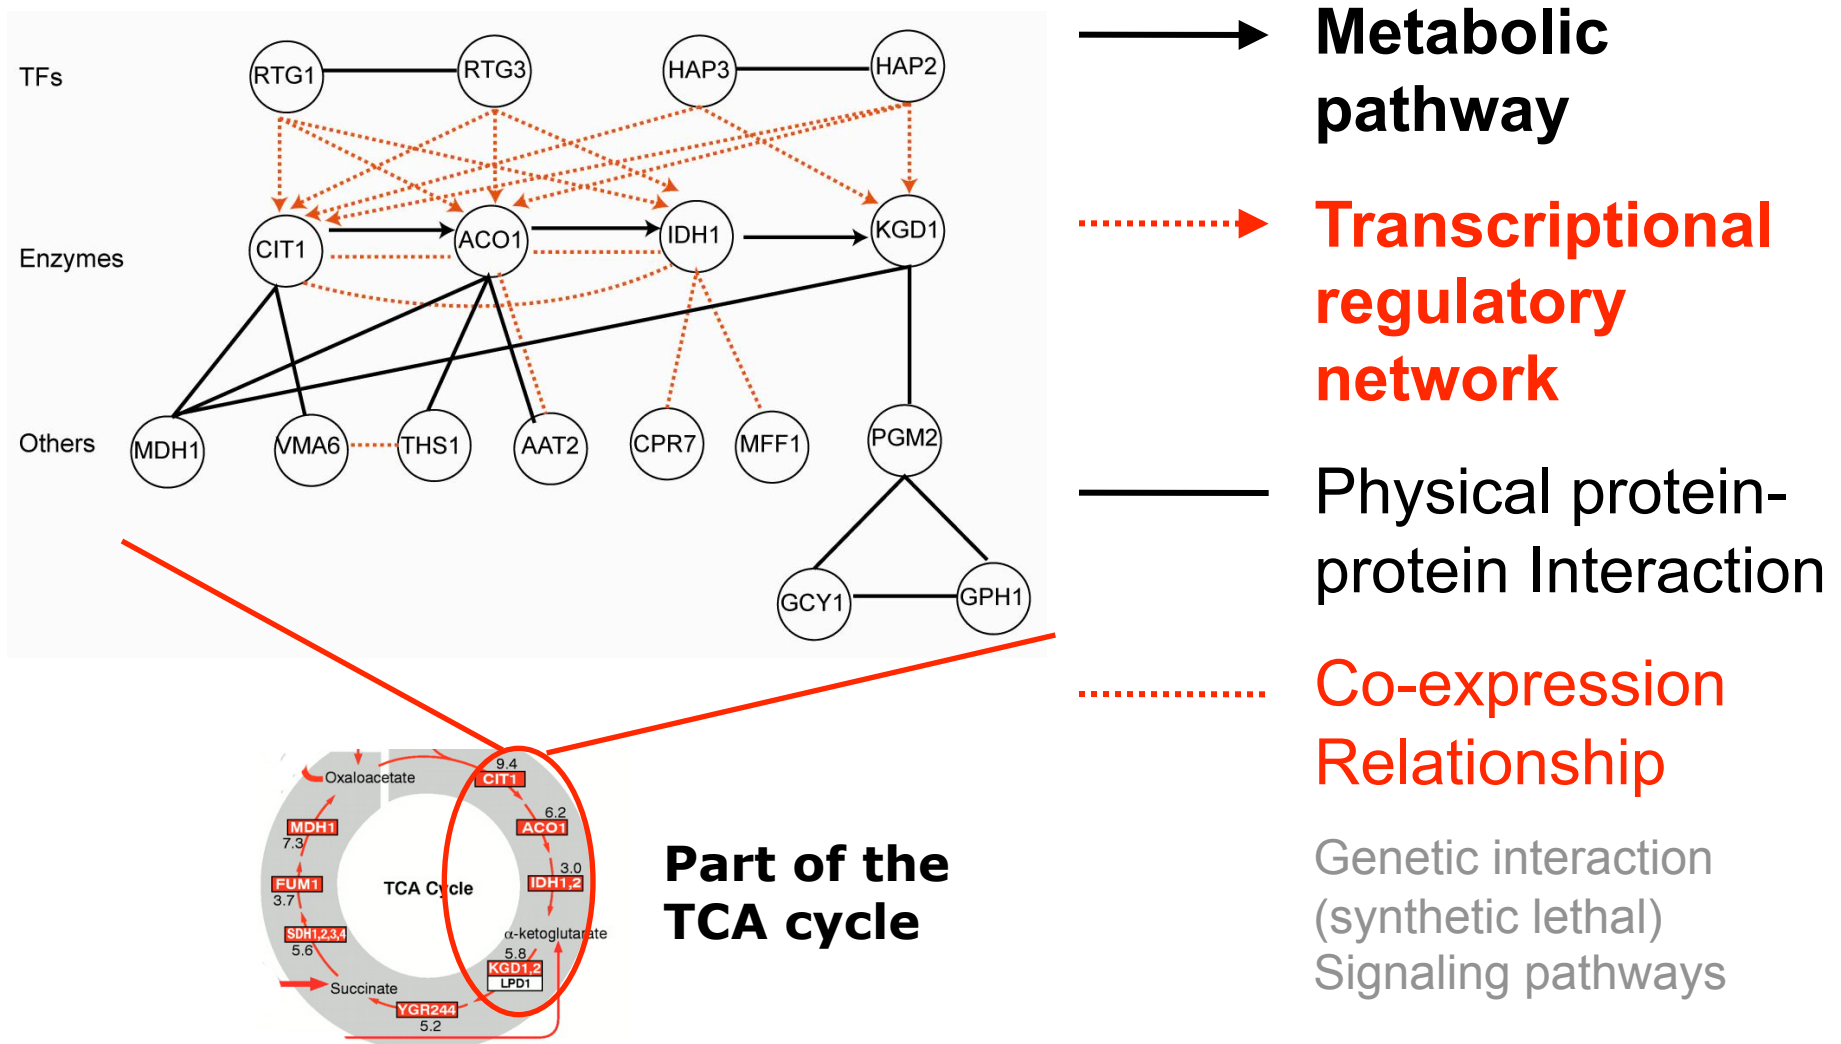 TFs
RTG1
RTG3
HAP3
HAP2
Enzymes
CIT1
ACO1
IDH1
KGD1
Others
MDH1
VMA6
THS1
AAT2
CPR7
MFF1
PGM2
GCY1
GPH1
Metabolic
pathway
Transcriptional
regulatory
network
Physical protein-
protein Interaction
Co-expression
Relationship
Genetic interaction
(synthetic lethal)
Signaling pathways
Oxaloacetate
9.4
CIT1
6.2
ACO1
3.0
IDH1,2
α-ketoglutarate
5.8
KGD1,2
LPD1
YGR244
5.2
Succinate
SDH1,2,3,4
5.6
FUM1
3.7
MDH1
7.3
TCA Cycle
Part of the
TCA cycle